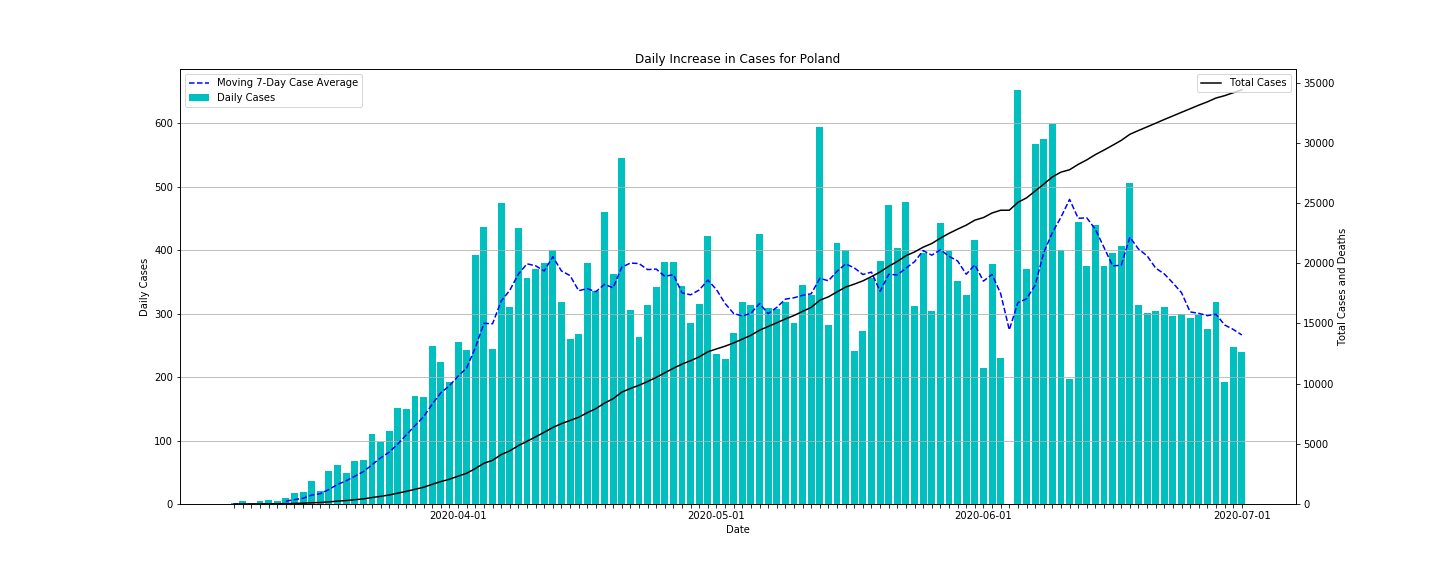 Daily Increase in Cases for Poland
Moving 7-Day Case Average
Daily Cases
Total Cases
Daily Cases
600
500
400
300
200
100
0
35000
30000
25000
20000
15000
10000
5000
0
Total Cases and Deaths
2020-04-01
2020-05-01
2020-06-01
2020-07-01
Date